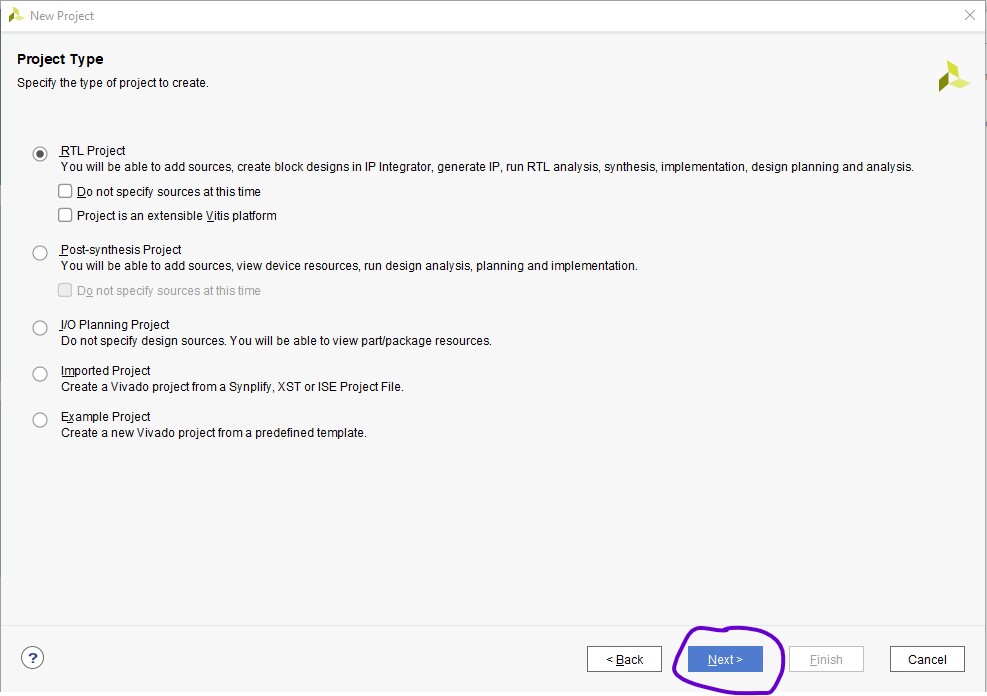 New Project
Project Type
Specify the type of project to create.
RTL Project
You will be able to add sources, create block designs in IP Integrator, generate IP, run RTL analysis, synthesis, implementation, design planning and analysis.
Do not specify sources at this time
Project is an extensible Vitis platform
Post-synthesis Project
You will be able to add sources, view device resources, run design analysis, planning and implementation.
Do not specify sources at this time
I/O Planning Project
Do not specify design sources. You will be able to view part/package resources.
Imported Project
Create a Vivado project from a Synplify, XST or ISE Project File.
Example Project
Create a new Vivado project from a predefined template.
? < Back Next > Finish Cancel